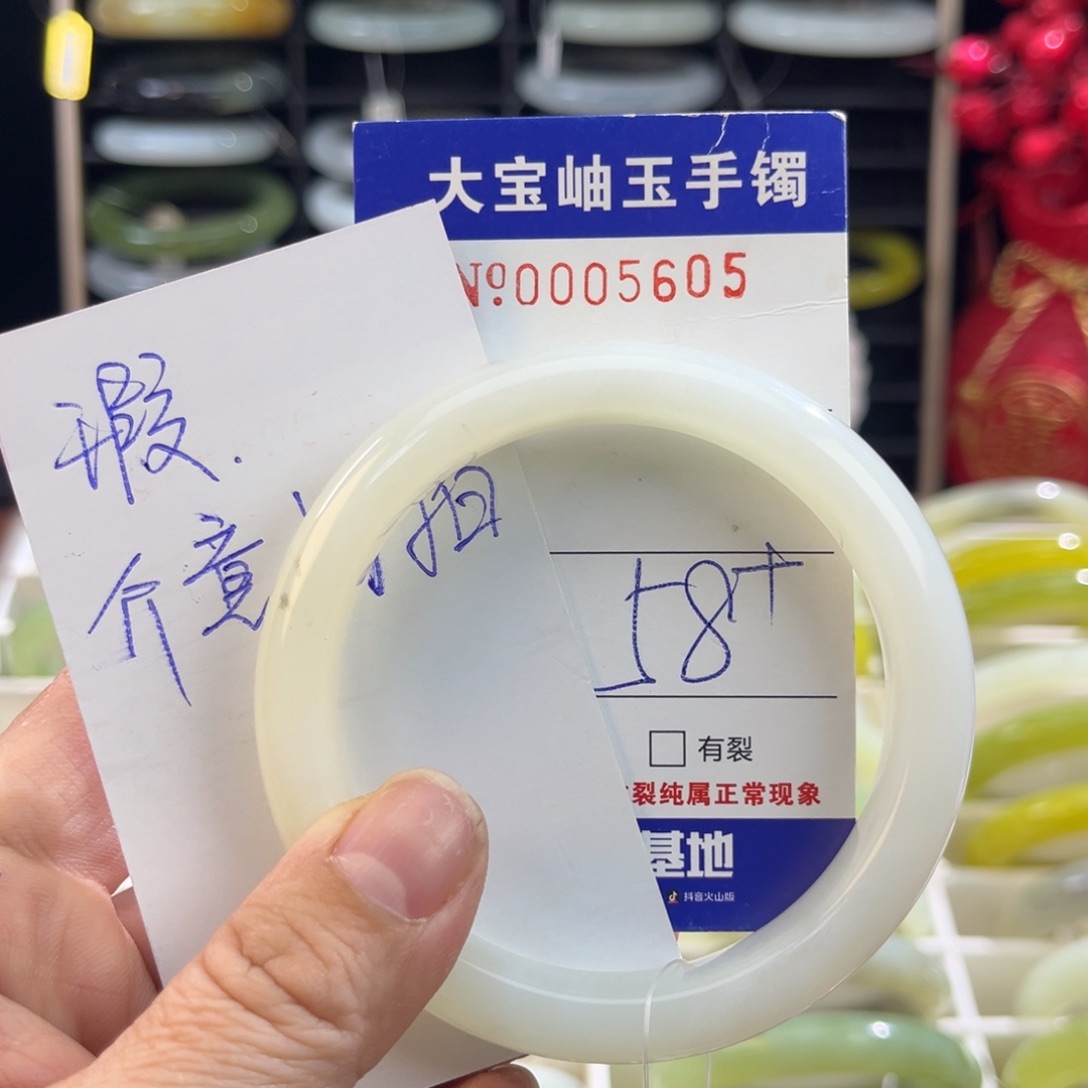 大宝岫玉手镯
№0005605
瑕.
介意 拍
58+
有裂
裂纯属正常现象
基地
抖音火山版